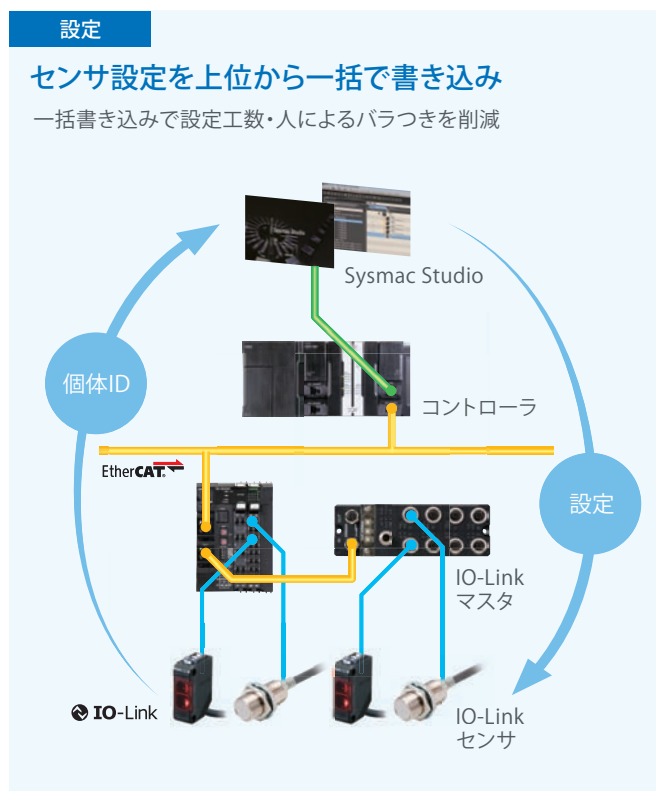 設定
センサ設定を上位から一括で書き込み
一括書き込みで設定工数・人によるバラつきを削減
Sysmac Studio
個体ID
コントローラ
EtherCAT
設定
IO-Link
マスタ
IO-Link
IO-Link
センサ